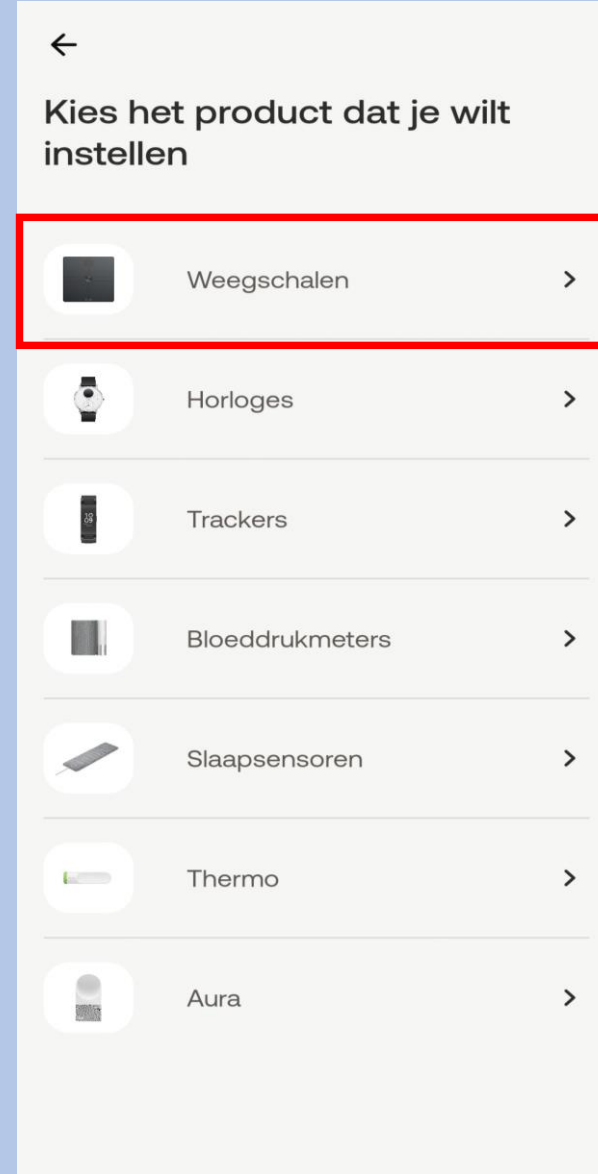 Kies het product dat je wilt
instellen
Weegschalen
Horloges
Trackers
Bloeddrukmeters
Slaapsensoren
Thermo
Aura